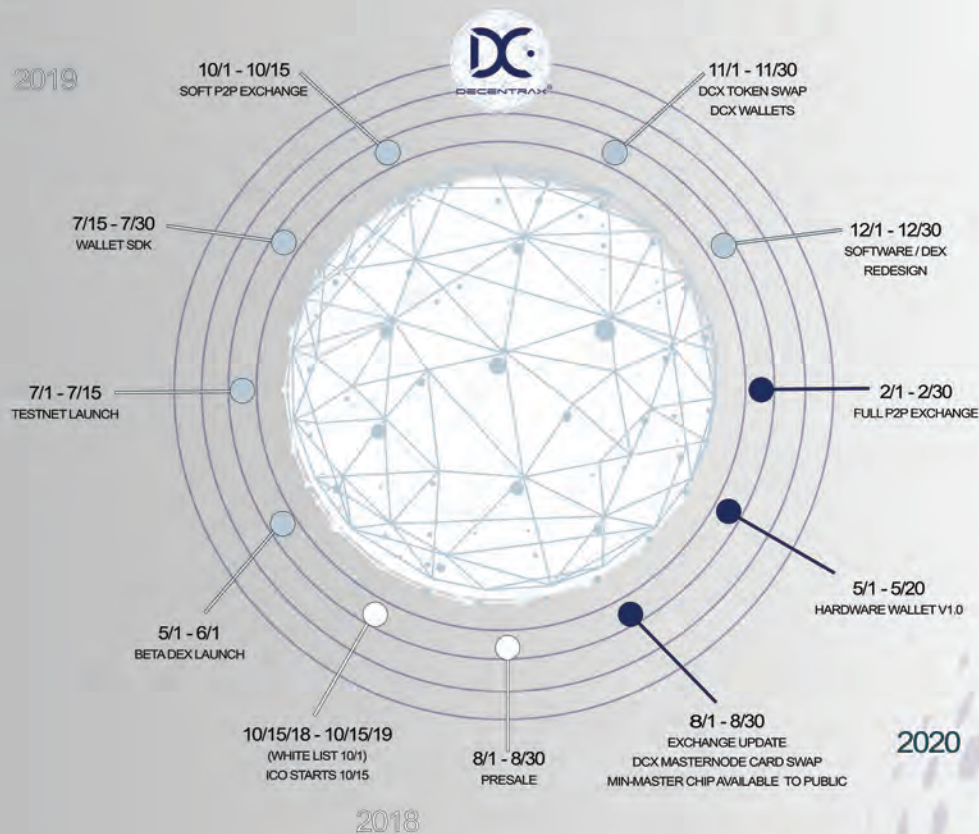 DC
DECENTRAX®
2019
10/1 - 10/15
SOFT P2P EXCHANGE
11/1 - 11/30
DCX TOKEN SWAP
DCX WALLETS
7/15 - 7/30
WALLET SDK
12/1 - 12/30
SOFTWARE / DEX
REDESIGN
7/1 - 7/15
TESTNET LAUNCH
2/1 - 2/30
FULL P2P EXCHANGE
5/1 - 5/20
HARDWARE WALLET V1.0
5/1 - 6/1
BETA DEX LAUNCH
10/15/18 - 10/15/19
(WHITE LIST 10/1)
ICO STARTS 10/15
8/1 - 8/30
PRESALE
8/1 - 8/30
EXCHANGE UPDATE
DCX MASTERNODE CARD SWAP
MIN-MASTER CHIP AVAILABLE TO PUBLIC
2020
2018